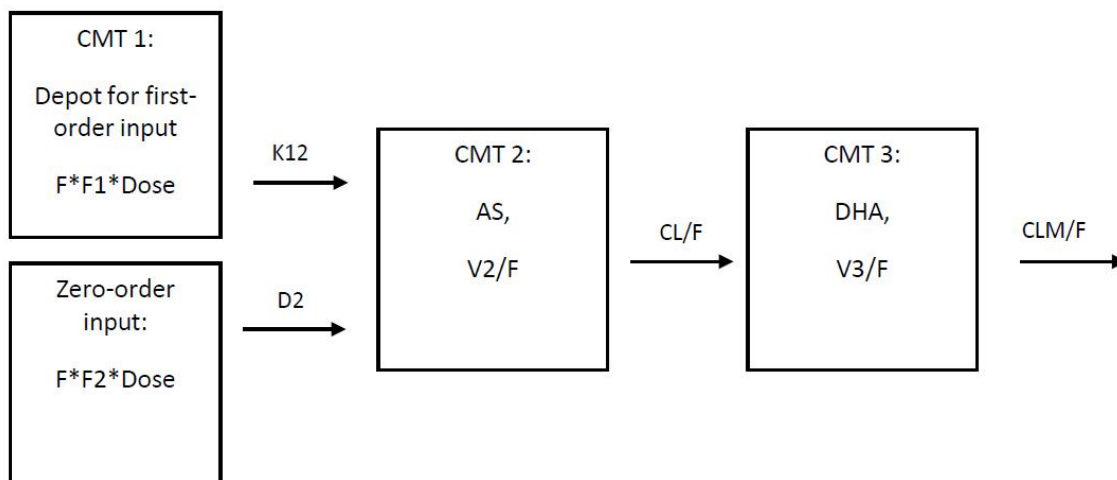 CMT 1:
Depot for first-
order input
F*F1*Dose
K12
Zero-order
input:
F*F2*Dose
D2
CMT 2:
AS,
V2/F
CL/F
CMT 3:
DHA,
V3/F
CLM/F